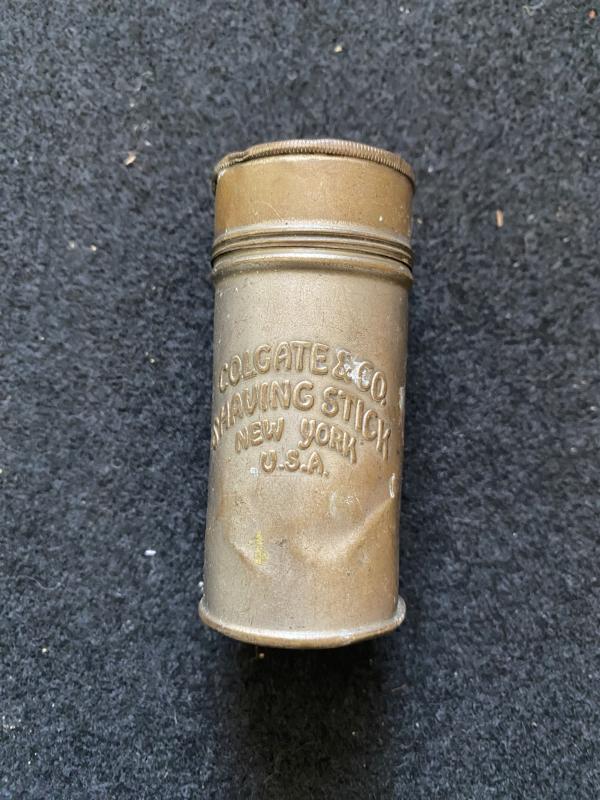 COLGATE & CO.
SHAVING STICK
NEW YORK
U.S.A.